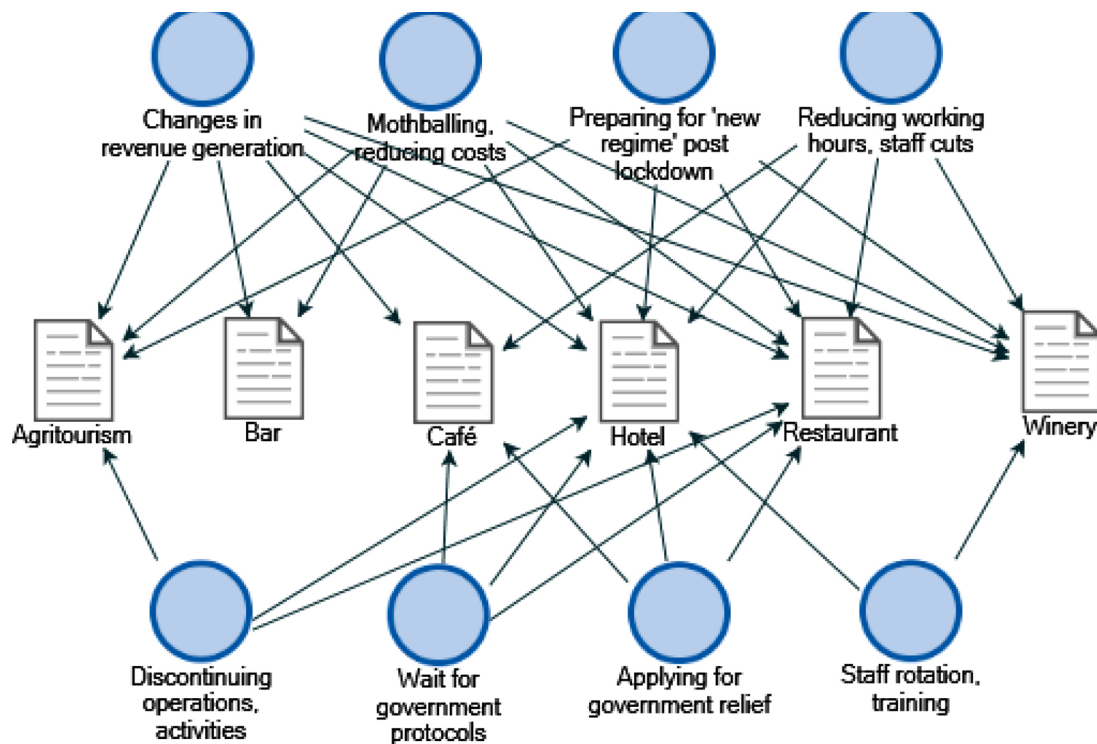 Changes in
revenue generation
Mothballing,
reducing costs
Preparing for 'new
regime' post
lockdown
Reducing working
hours, staff cuts
Agritourism
Bar
Café
Hotel
Restaurant
Winery
Discontinuing
operations,
activities
Wait for
government
protocols
Applying for
government relief
Staff rotation,
training